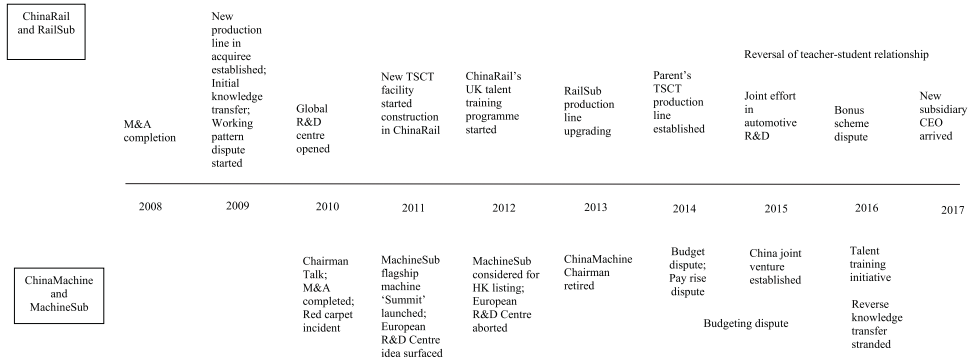 ChinaRail
and RailSub
M&A
completion
New
production
line in
acquiree
established;
Initial
knowledge
transfer;
Working
pattern
dispute
started
Global
R&D
centre
opened
New TSCT
facility
started
construction
in ChinaRail
ChinaRail’s
UK talent
training
programme
started
RailSub
production
line
upgrading
Parent’s
TSCT
production
line
established
Reversal of teacher-student relationship
Joint effort
in
automotive
R&D
Bonus
scheme
dispute
New
subsidiary
CEO
arrived
2008
2009
2010
2011
2012
2013
2014
2015
2016
2017
ChinaMachine
and
MachineSub
Chairman
Talk;
M&A
completed;
Red carpet
incident
MachineSub
flagship
machine
‘Summit’
launched;
European
R&D Centre
idea surfaced
MachineSub
considered for
HK listing;
European
R&D Centre
aborted
ChinaMachine
Chairman
retired
Budget
dispute;
Pay rise
dispute
China joint
venture
established
Budgeting dispute
Talent
training
initiative
Reverse
knowledge
transfer
stranded